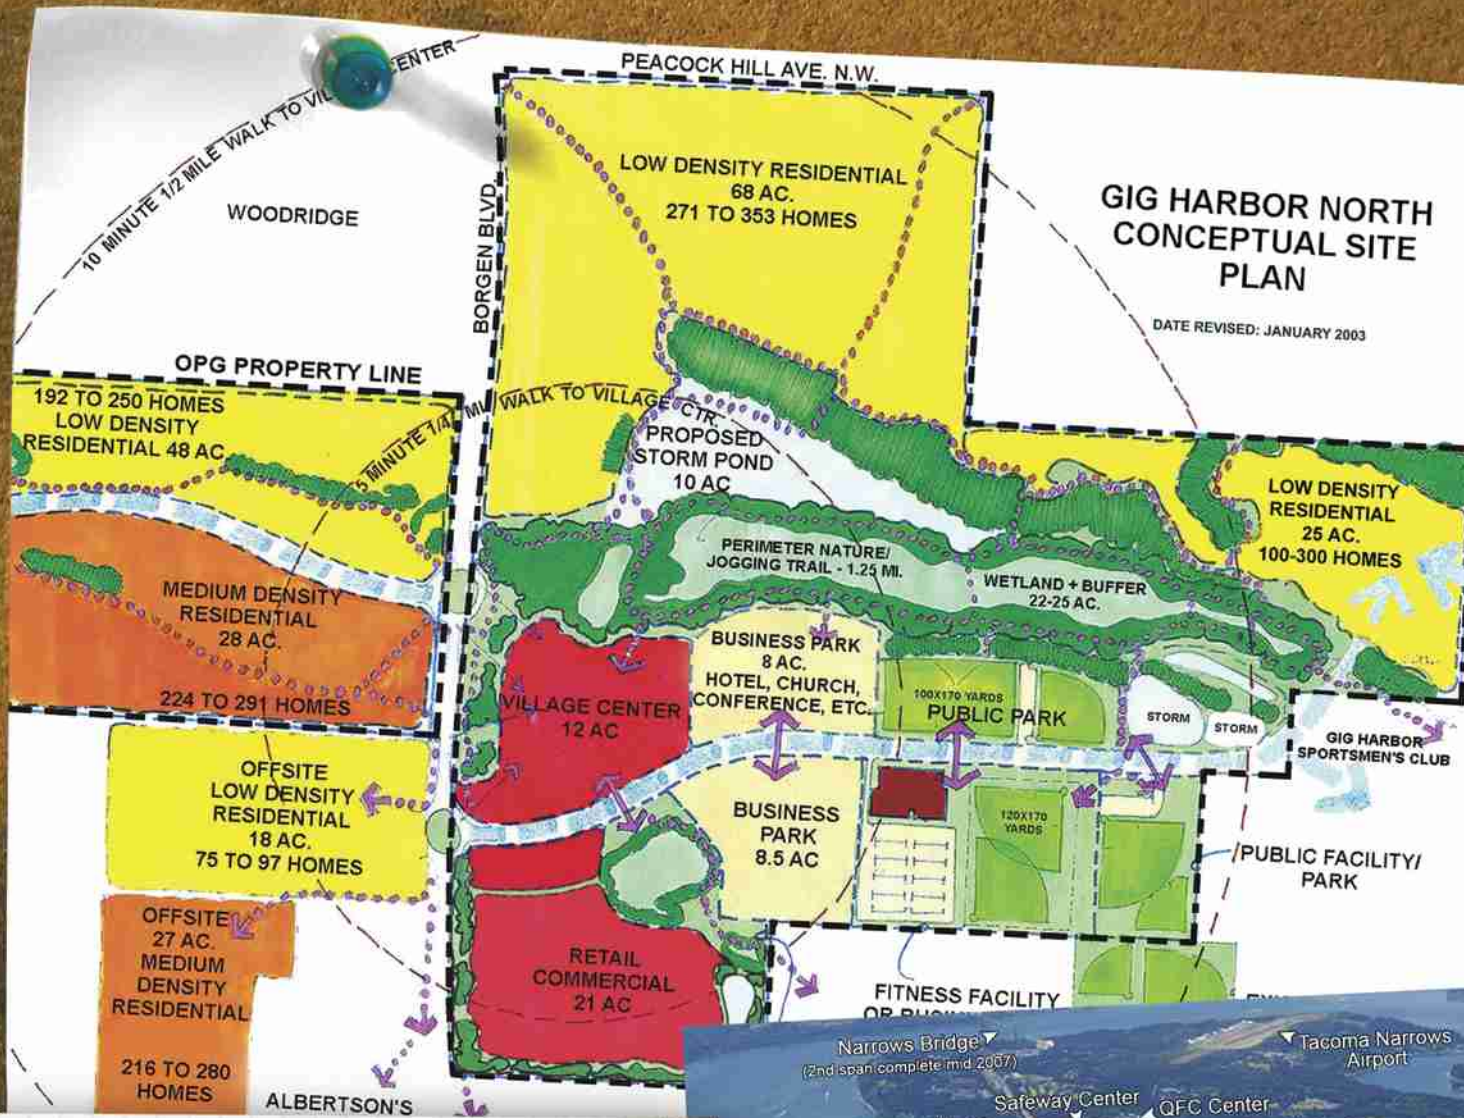 PEACOCK HILL AVE. N.W.
CENTER
10 MINUTE 1/2 MILE WALK TO
WOODRIDGE
BORGEN BLVD
LOW DENSITY RESIDENTIAL
68 AC.
271 TO 353 HOMES
GIG HARBOR NORTH
CONCEPTUAL SITE
PLAN
DATE REVISED: JANUARY 2003
OPG PROPERTY LINE
192 TO 250 HOMES
LOW DENSITY
RESIDENTIAL 48 AC.
5 MINUTE 1/4 MI. WALK TO VILLAGE CTR.
PROPOSED
STORM POND
10 AC
LOW DENSITY
RESIDENTIAL
25 AC.
100-300 HOMES
PERIMETER NATURE/
JOGGING TRAIL - 1.25 MI.
WETLAND + BUFFER
22-25 AC.
MEDIUM DENSITY
RESIDENTIAL
28 AC.
224 TO 291 HOMES
VILLAGE CENTER
12 AC
BUSINESS PARK
8 AC.
HOTEL, CHURCH,
CONFERENCE, ETC.
100X170 YARDS
PUBLIC PARK
STORM
STORM
GIG HARBOR
SPORTSMEN'S CLUB
OFFSITE
LOW DENSITY
RESIDENTIAL
18 AC.
75 TO 97 HOMES
BUSINESS
PARK
8.5 AC
120X170
YARDS
PUBLIC FACILITY/
PARK
OFFSITE
27 AC.
MEDIUM
DENSITY
RESIDENTIAL
216 TO 280
HOMES
RETAIL
COMMERCIAL
21 AC
FITNESS FACILITY
ALBERTSON'S
Narrows Bridge
(2nd span complete mid 2007)
Tacoma Narrows
Airport
Safeway Center
QFC Center